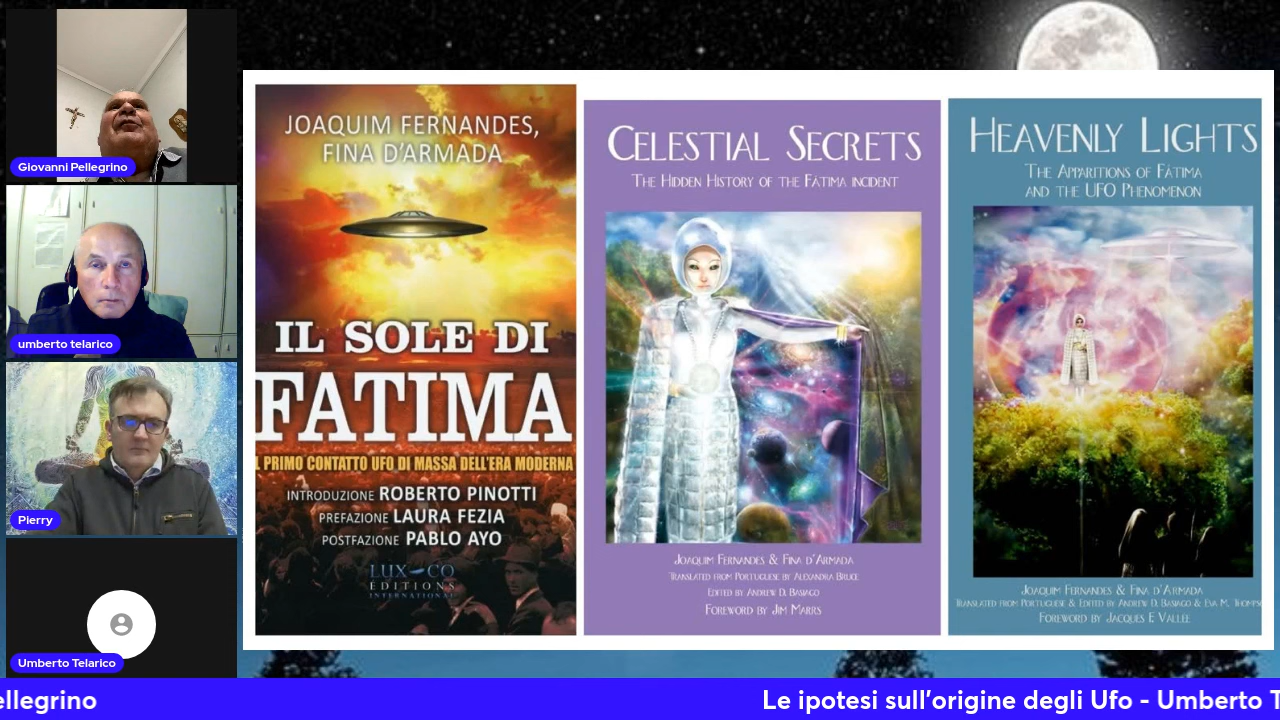 Giovanni Pellegrino
umberto telarico
Pierry
Umberto Telarico
JOAQUIM FERNANDES,
FINA D'ARMADA
IL SOLE DI
FATIMA
L PRIMO CONTATTO UFO DI MASSA DELL'ERA MODERNA
INTRODUZIONE ROBERTO PINOTTI
PREFAZIONE LAURA FEZIA
POSTFAZIONE PABLO AYO
LUX CO
ÉDITIONS
INTERNATIONAL
CELESTIAL SECRETS
THE HIDDEN HISTORY OF THE FATIMA INCIDENT
JOAQUIM FERNANDES & FINA D'ARMADA
TRANSLATED FROM PORTUGUESE BY ALEXANDRA BRUCE
EDITED BY ANDREW D. BASIAGO
FOREWORD BY JIM MARRS
HEAVENLY LIGHTS
THE APPARITIONS OF FÁTIMA
AND THE UFO PHENOMENON
JOAQUIM FERNANDES & FINA D'ARMADA
TRANSLATED FROM PORTUGUESE & EDITED BY ANDREW D. BASIAGO & EVA M. THOMPS
FOREWORD BY JACQUES F. VALLEE
ellegrino
Le ipotesi sull'origine degli Ufo - Umberto T